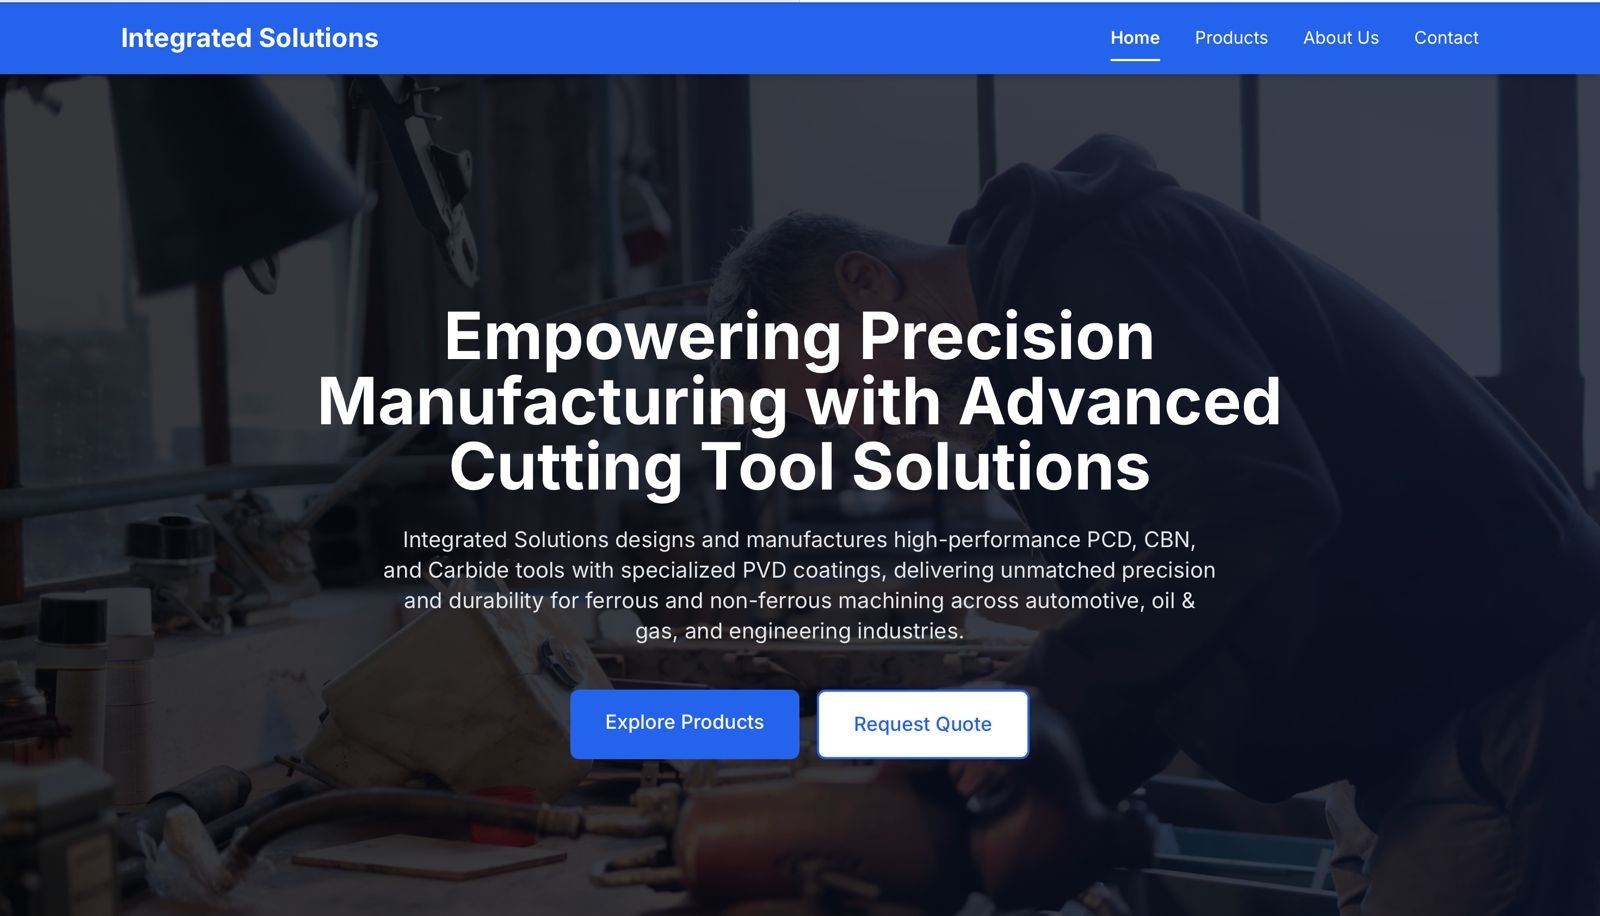 Integrated Solutions
Home
Products
About Us
Contact
Empowering Precision
Manufacturing with Advanced
Cutting Tool Solutions
Integrated Solutions designs and manufactures high-performance PCD, CBN,
and Carbide tools with specialized PVD coatings, delivering unmatched precision
and durability for ferrous and non-ferrous machining across automotive, oil &
gas, and engineering industries.
Explore Products
Request Quote